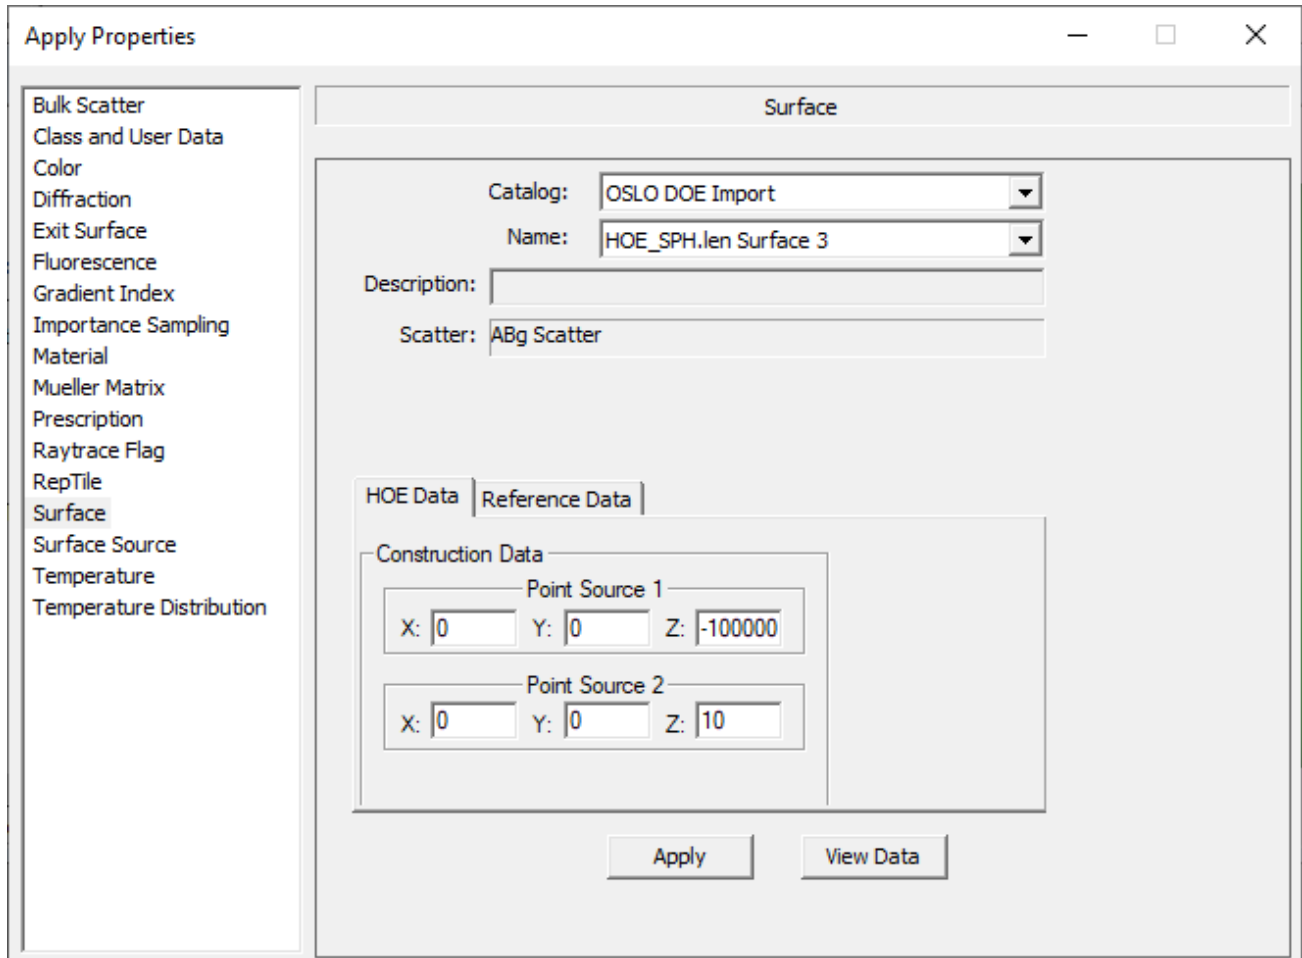 Apply Properties
Bulk Scatter
Class and User Data
Color
Diffraction
Exit Surface
Fluorescence
Gradient Index
Importance Sampling
Material
Mueller Matrix
Prescription
Raytrace Flag
RepTile
Surface
Surface Source
Temperature
Temperature Distribution
Surface
Catalog: OSLO DOE Import
Name: HOE_SPH.len Surface 3
Description:
Scatter: ABg Scatter
HOE Data Reference Data
Construction Data
Point Source 1
X: 0 Y: 0 Z: -100000
Point Source 2
X: 0 Y: 0 Z: 10
Apply View Data